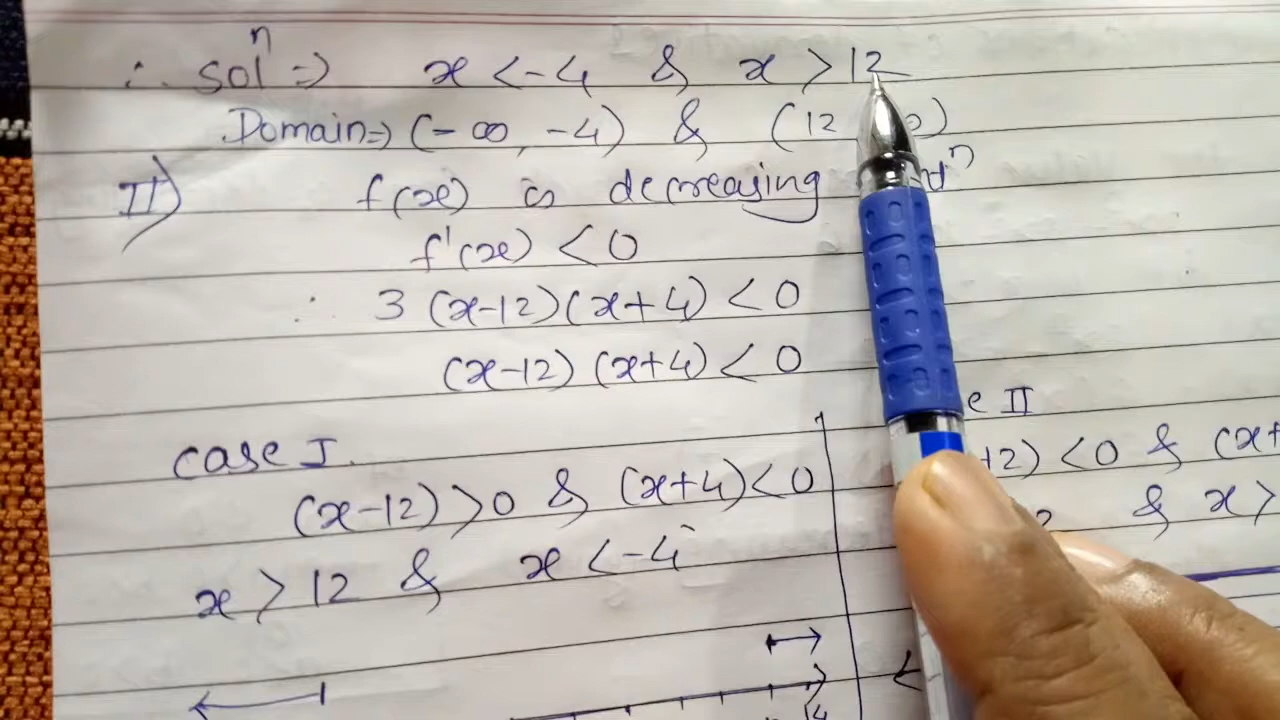 ∴ Solⁿ ⇒ x < -4 & x > 12
Domain ⇒ (-∞, -4) & (12
II) f(x) is decreasing
f'(x) < 0
∴ 3 (x-12)(x+4) < 0
(x-12) (x+4) < 0
case I.
(x-12) > 0 & (x+4) < 0
x > 12 & x < -4
II
2) < 0 & (x+
& x >